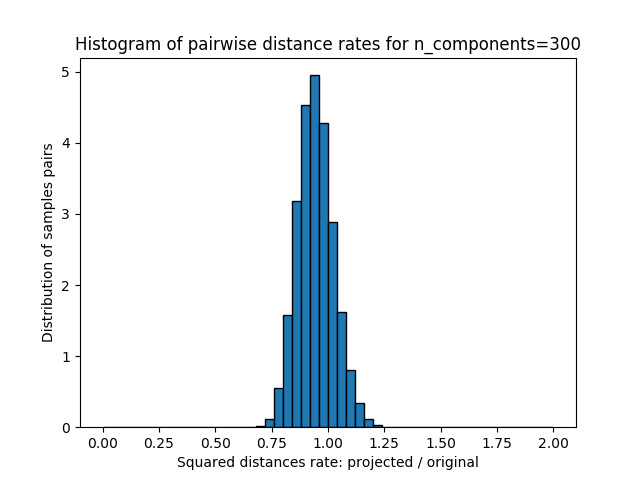 Histogram of pairwise distance rates for n_components=300
Distribution of samples pairs
5
4
3
2
1
0
0.00 0.25 0.50 0.75 1.00 1.25 1.50 1.75 2.00
Squared distances rate: projected / original